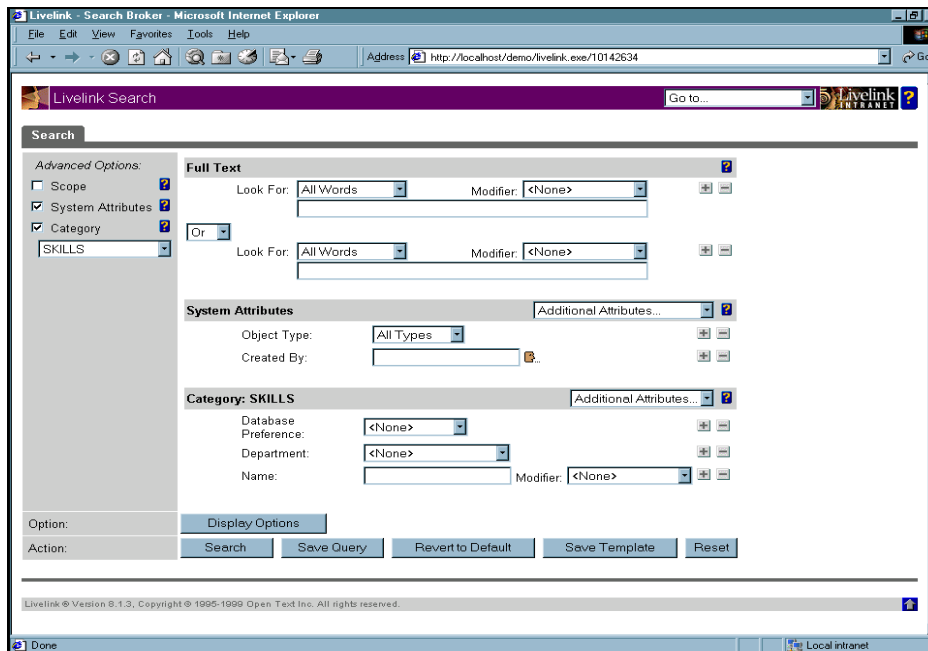 Livelink - Search Broker - Microsoft Internet Explorer
File Edit View Favorites Tools Help
Address http://localhost/demo/livelink.exe/10142634 Go
Livelink Search Go to... Livelink INTRANET ?
Search
Advanced Options:
Scope ?
System Attributes ?
Category ?
SKILLS
Full Text ?
Look For: All Words Modifier: <None>
Or
Look For: All Words Modifier: <None>
System Attributes Additional Attributes... ?
Object Type: All Types
Created By:
Category: SKILLS Additional Attributes... ?
Database Preference: <None>
Department: <None>
Name: Modifier: <None>
Option: Display Options
Action: Search Save Query Revert to Default Save Template Reset
Livelink ® Version 8.1.3, Copyright © 1995-1999 Open Text Inc. All rights reserved.
Done Local intranet